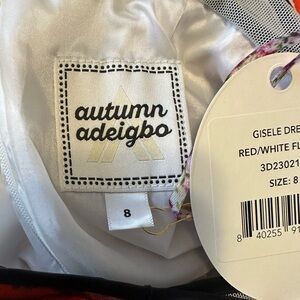 autumn
adeigbo
8
GISELE DRE
RED/WHITE FL
3D23021
SIZE: 8
8 40255 91